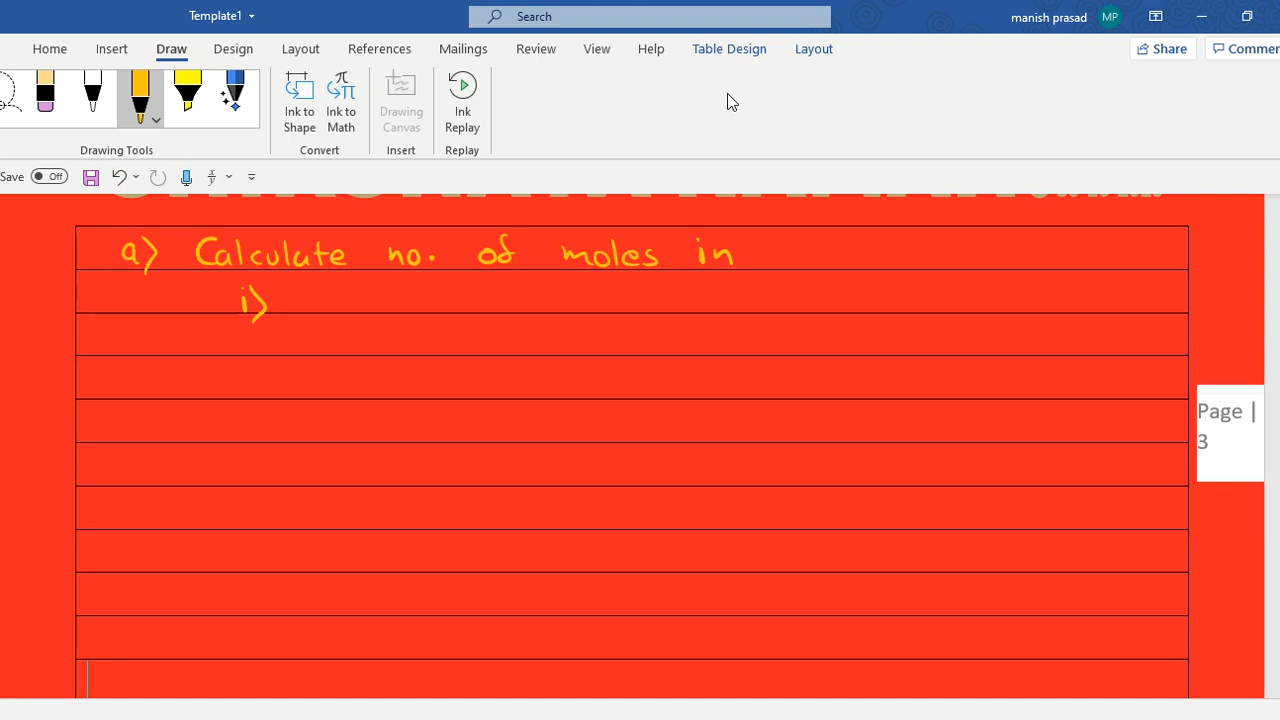 Template1
Search
manish prasad MP
Home Insert Draw Design Layout References Mailings Review View Help Table Design Layout Share Commer
Ink to Shape
Ink to Math
Drawing Canvas
Ink Replay
Drawing Tools Convert Insert Replay
Save Off
a) Calculate no. of moles in
i)
Page |
3